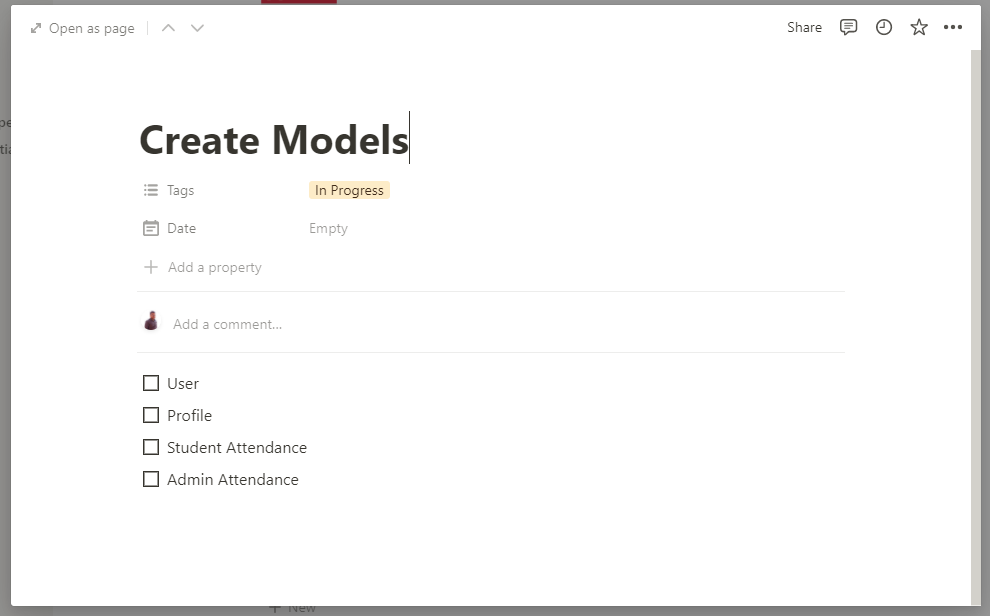 Open as page
Share
Create Models
Tags In Progress
Date Empty
Add a property
Add a comment...
User
Profile
Student Attendance
Admin Attendance
New